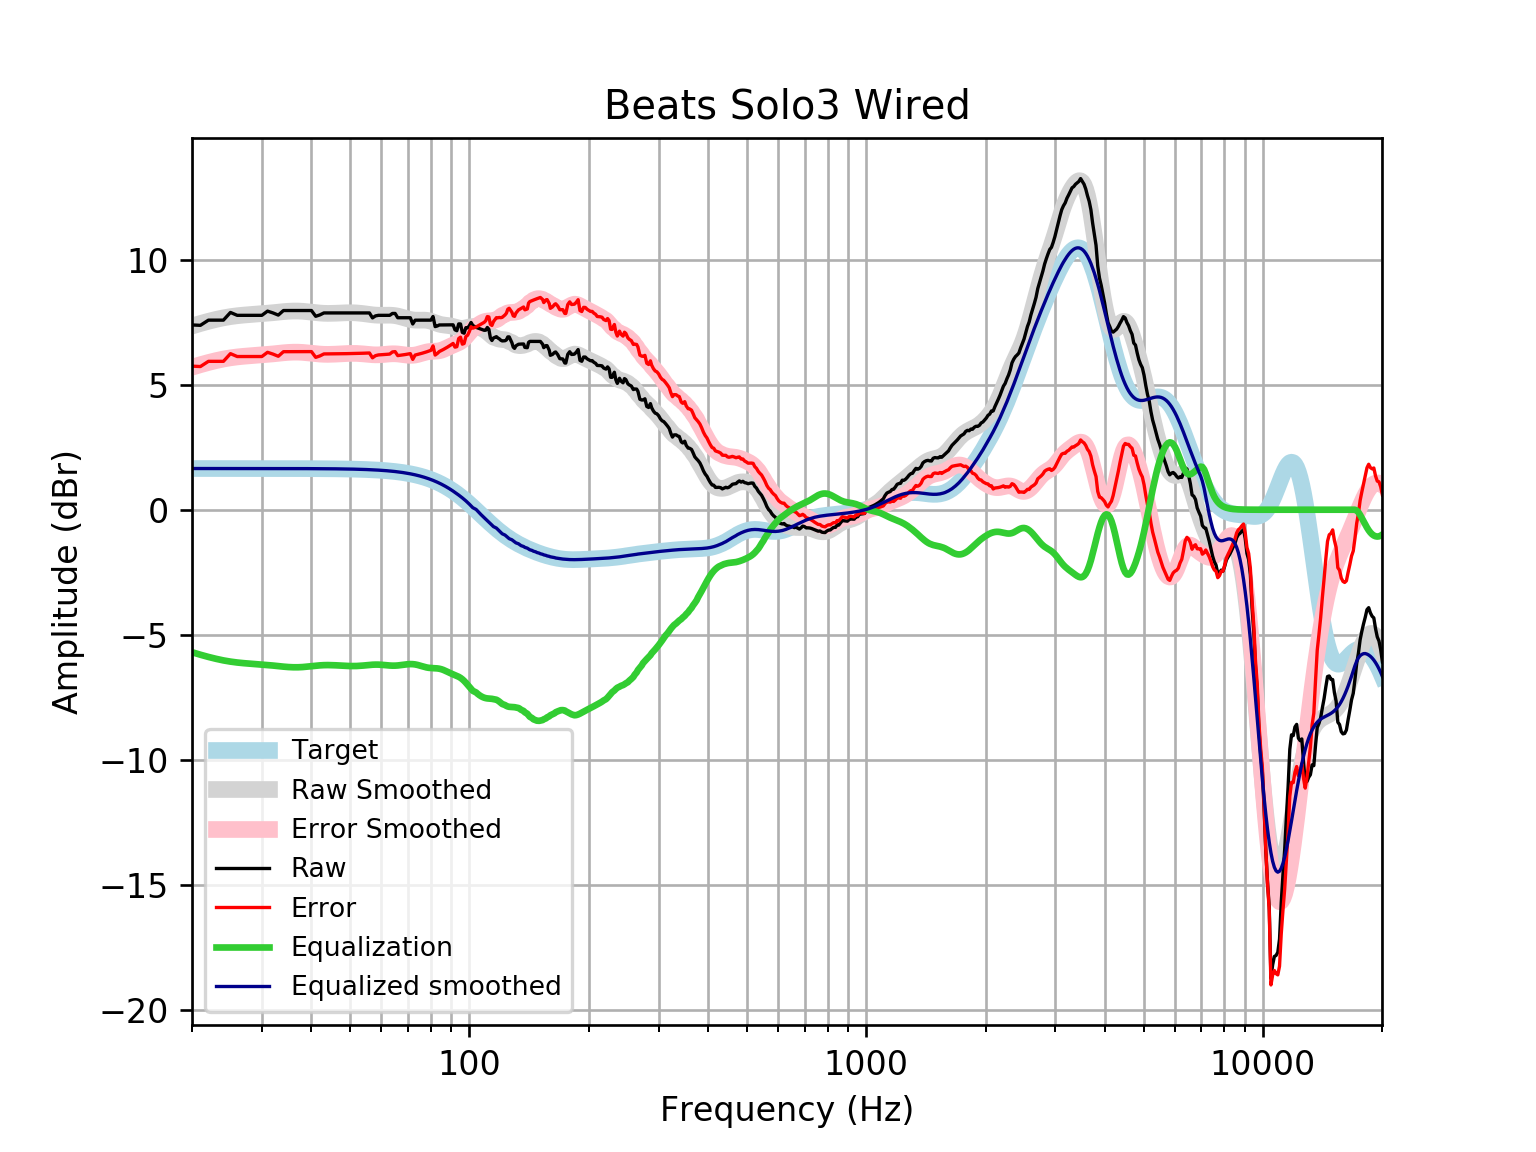 Beats Solo3 Wired
Amplitude (dBr)
10
5
0
−5
−10
−15
−20
Target
Raw Smoothed
Error Smoothed
Raw
Error
Equalization
Equalized smoothed
100
1000
10000
Frequency (Hz)